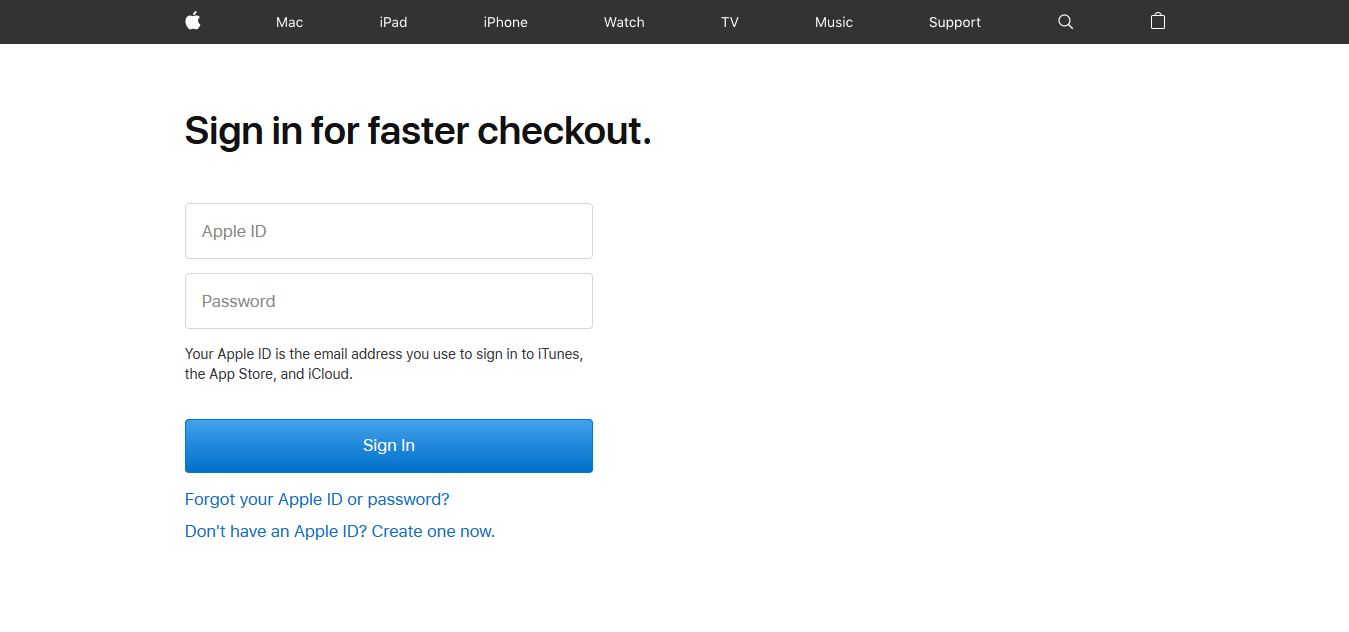 Mac iPad iPhone Watch TV Music Support
Sign in for faster checkout.
Apple ID
Password
Your Apple ID is the email address you use to sign in to iTunes,
the App Store, and iCloud.
Sign In
Forgot your Apple ID or password?
Don't have an Apple ID? Create one now.